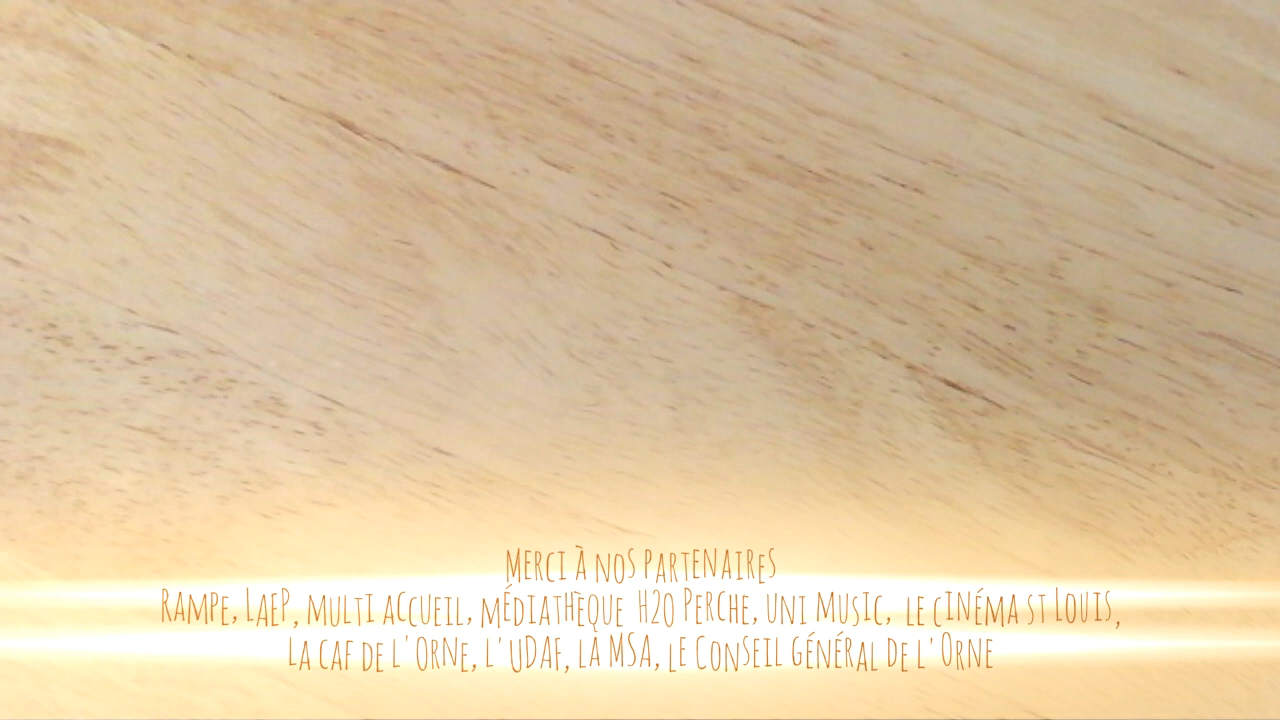 Merci à nos partenaires
Rampe, LAEP, multi accueil, médiathèque H2O Perche, uni music, le cinéma st Louis,
la caf de l'Orne, l'UDAF, la MSA, le Conseil général de l'Orne